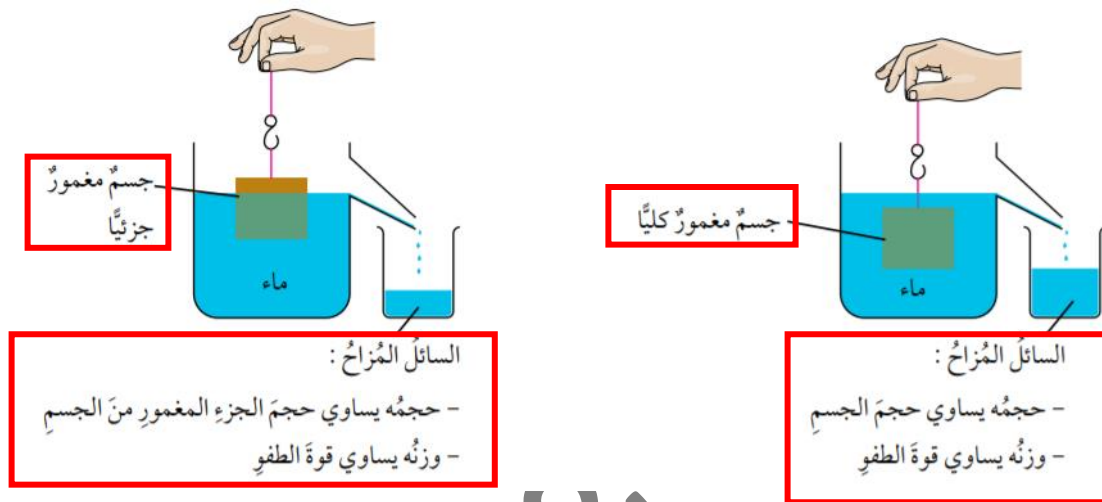 جسمٌ مغمورٌ
جزئيًّا
ماء
السائلُ المُزاحُ :
– حجمُه يساوي حجمَ الجزءِ المغمورِ منَ الجسمِ
– وزنُه يساوي قوةَ الطفوِ
جسمٌ مغمورٌ كليًّا
ماء
السائلُ المُزاحُ :
– حجمُه يساوي حجمَ الجسمِ
– وزنُه يساوي قوةَ الطفوِ